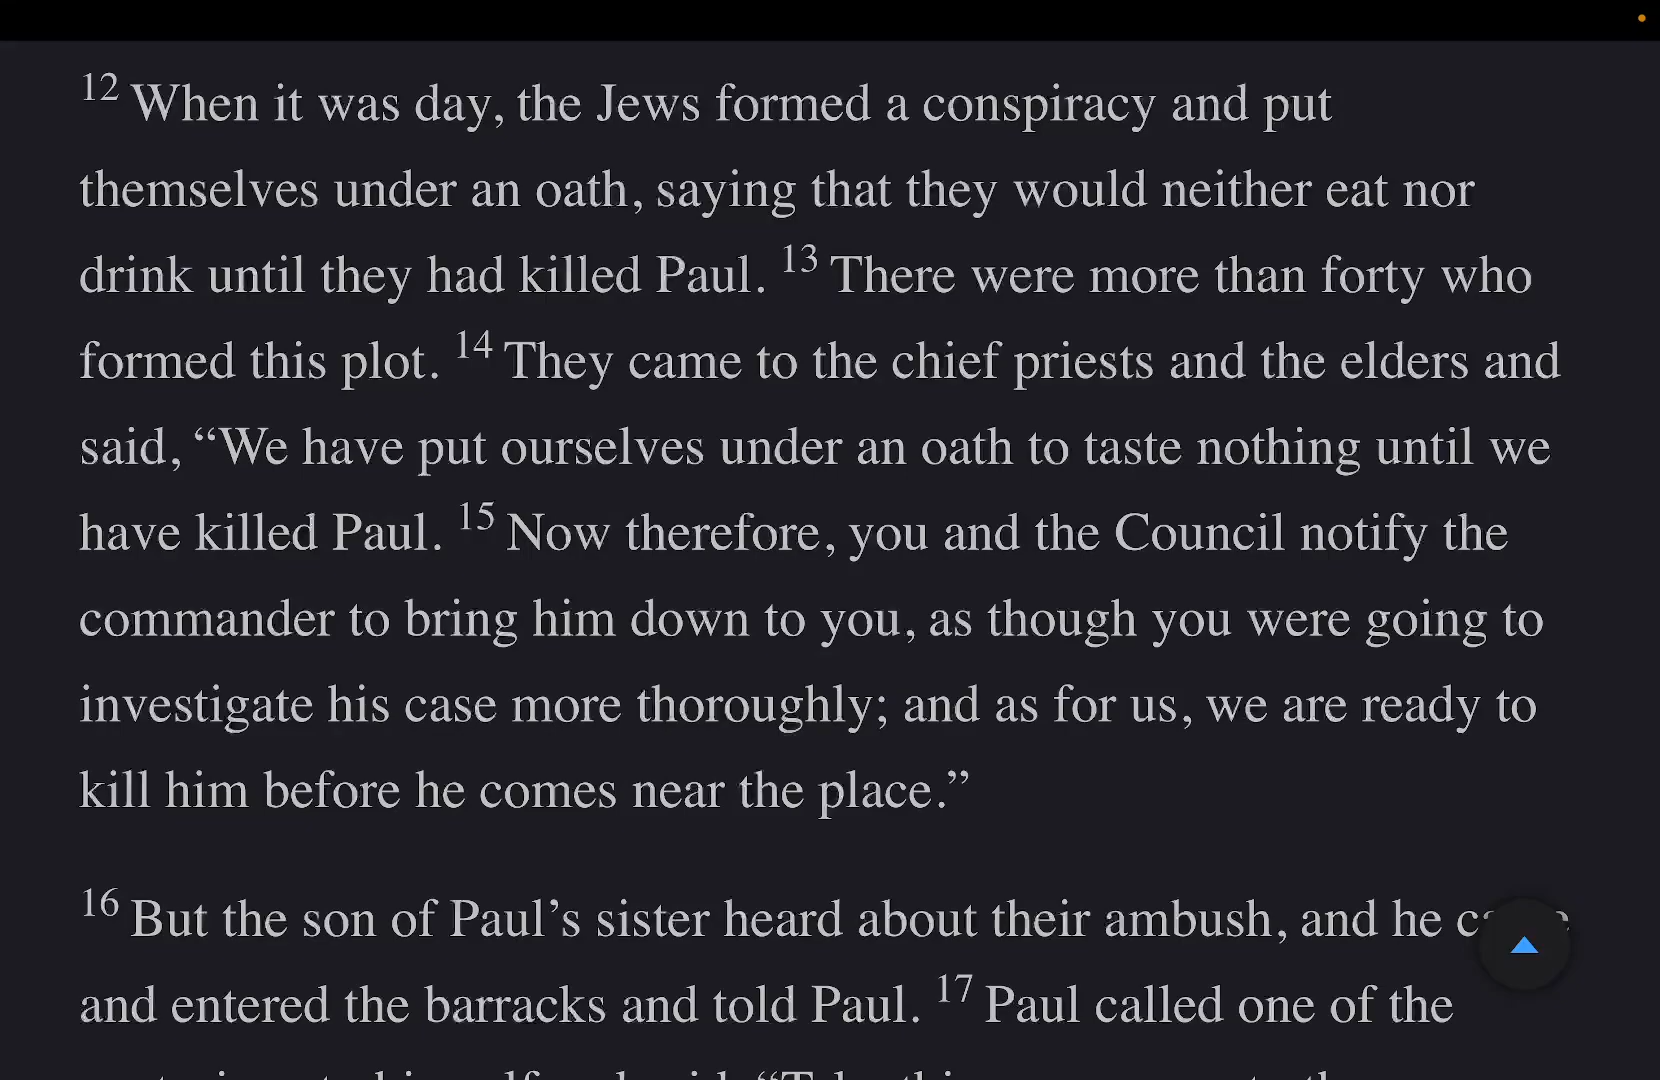 12 When it was day, the Jews formed a conspiracy and put
themselves under an oath, saying that they would neither eat nor
drink until they had killed Paul. 13 There were more than forty who
formed this plot. 14 They came to the chief priests and the elders and
said, “We have put ourselves under an oath to taste nothing until we
have killed Paul. 15 Now therefore, you and the Council notify the
commander to bring him down to you, as though you were going to
investigate his case more thoroughly; and as for us, we are ready to
kill him before he comes near the place.”
16 But the son of Paul’s sister heard about their ambush, and he
and entered the barracks and told Paul. 17 Paul called one of the